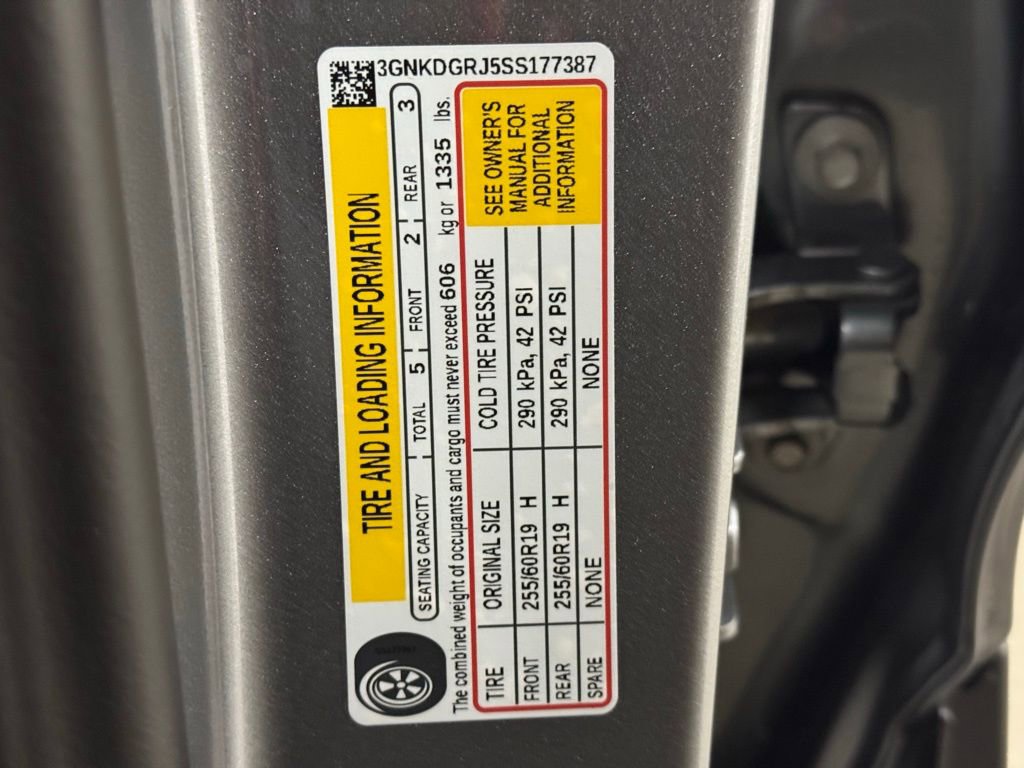 3GNKDGRJ5SS177387
TIRE AND LOADING INFORMATION
SEATING CAPACITY TOTAL 5 FRONT 2 REAR 3
The combined weight of occupants and cargo must never exceed 606 kg or 1335 lbs.
TIRE ORIGINAL SIZE COLD TIRE PRESSURE
FRONT 255/60R19 H 290 kPa, 42 PSI
REAR 255/60R19 H 290 kPa, 42 PSI
SPARE NONE NONE
SEE OWNER'S
MANUAL FOR
ADDITIONAL
INFORMATION